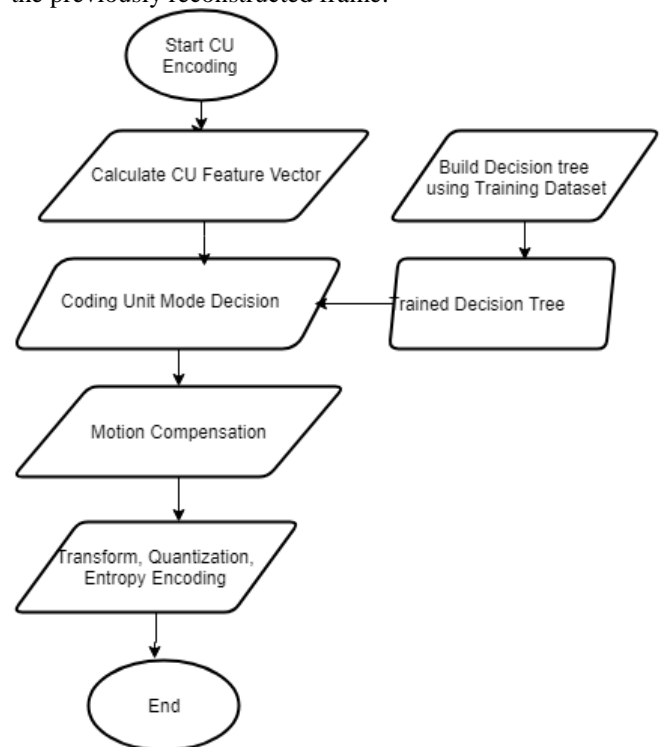 the previously reconstructed frame.
Start CU
Encoding
Calculate CU Feature Vector
Build Decision tree
using Training Dataset
Coding Unit Mode Decision
Trained Decision Tree
Motion Compensation
Transform, Quantization,
Entropy Encoding
End